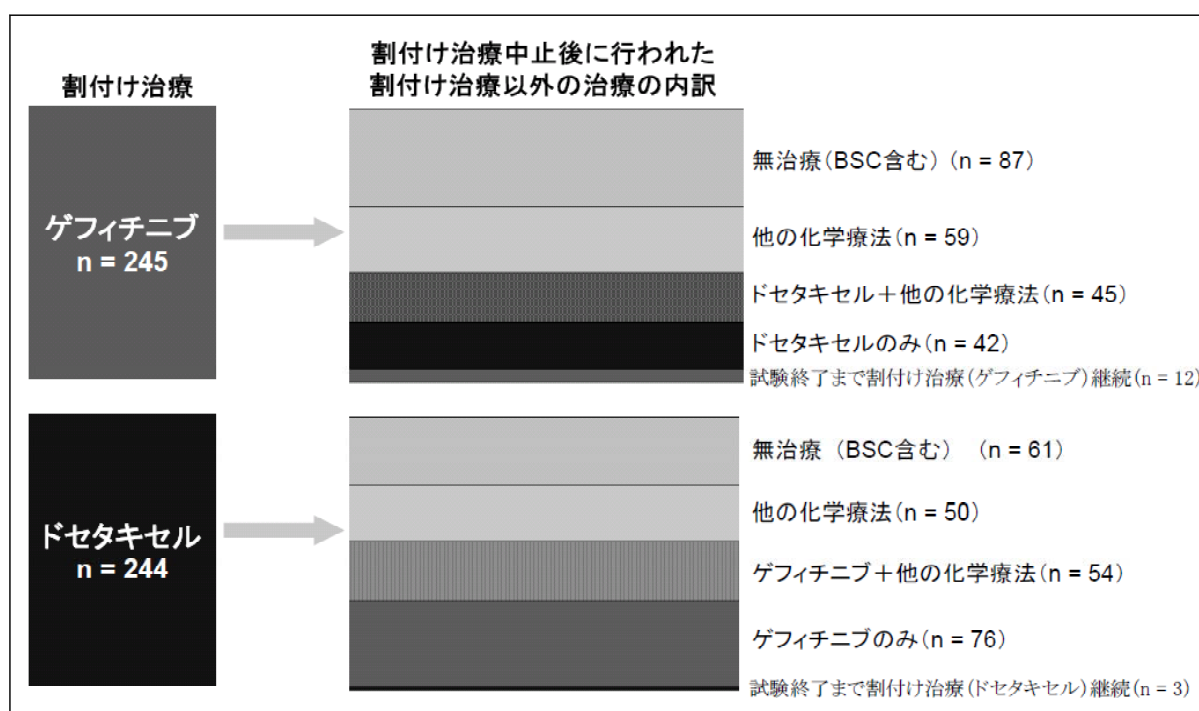 割付け治療
割付け治療中止後に行われた
割付け治療以外の治療の内訳
ゲフィチニブ
n = 245
無治療(BSC含む) (n = 87)
他の化学療法(n = 59)
ドセタキセル＋他の化学療法(n = 45)
ドセタキセルのみ(n = 42)
試験終了まで割付け治療(ゲフィチニブ)継続(n = 12)
ドセタキセル
n = 244
無治療 (BSC含む) (n = 61)
他の化学療法(n = 50)
ゲフィチニブ＋他の化学療法(n = 54)
ゲフィチニブのみ(n = 76)
試験終了まで割付け治療(ドセタキセル)継続(n = 3)